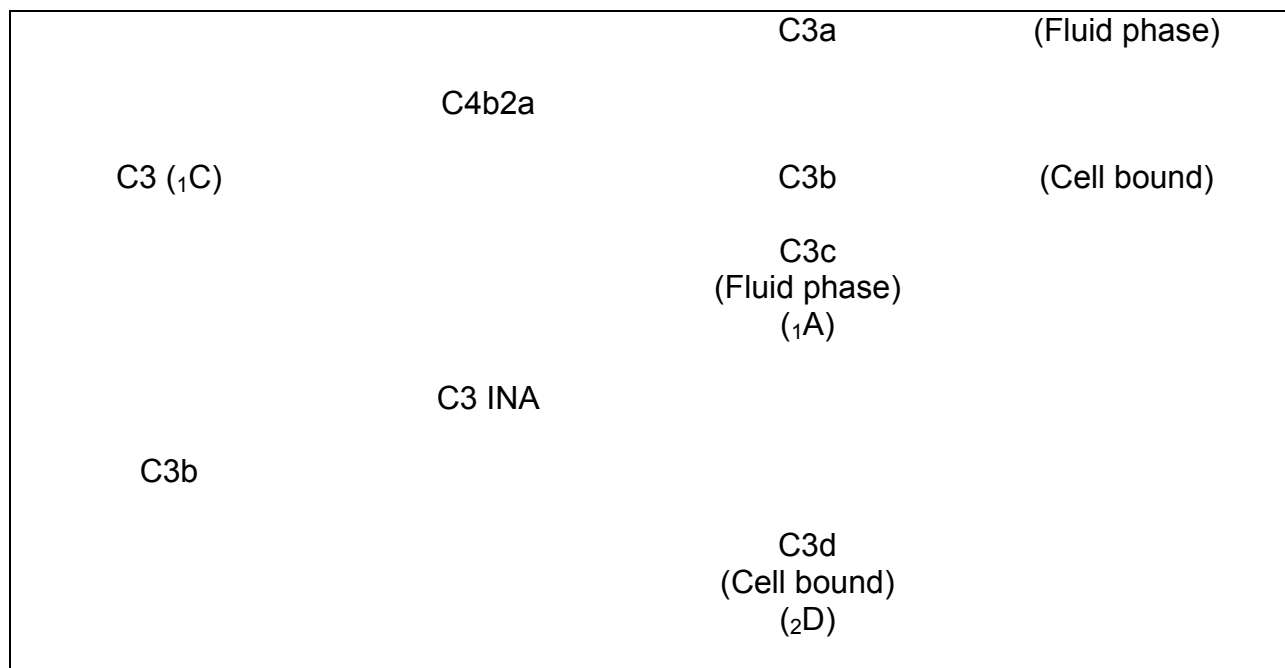 C3a (Fluid phase)
C4b2a
C3 (₁C) C3b (Cell bound)
C3c
(Fluid phase)
(₁A)
C3 INA
C3b
C3d
(Cell bound)
(₂D)